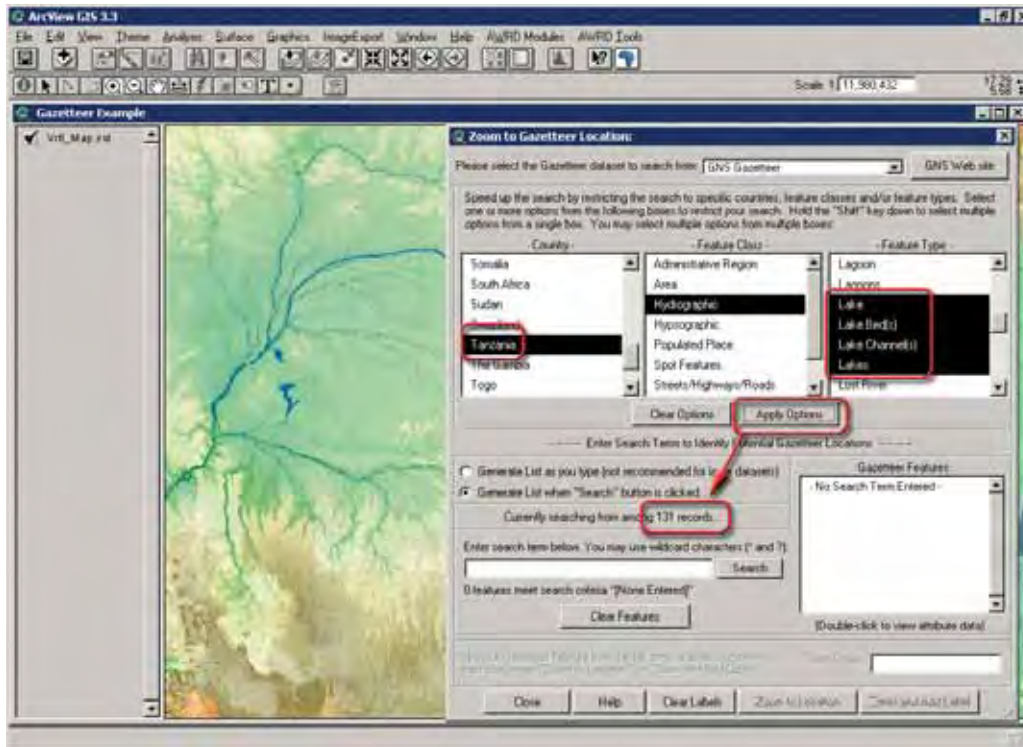 ArcView GIS 3.3
File Edit View Theme Analysis Surface Graphics ImageExport Window Help AWRD Modules AWRD Tools
Scale 1: 11,980,432
Gazetteer Example
Zoom to Gazetteer Location:
Please select the Gazetteer dataset to search from: GNS Gazetteer
GNS Web site
Speed up the search by restricting the search to specific countries, feature classes and/or feature types. Select
one or more options from the following boxes to restrict your search. Hold the "Shift" key down to select multiple
options from a single box. You may select multiple options from multiple boxes:
- Country -
Somalia
South Africa
Sudan
Tanzania
The Gambia
Togo
- Feature Class -
Administrative Region
Area
Hydrographic
Hypsographic
Populated Place
Spot Features
Streets/Highways/Roads
- Feature Type -
Lagoon
Lagoons
Lake
Lake Bed(s)
Lake Channel(s)
Lakes
Lost River
Clear Options
Apply Options
------ Enter Search Term to Identify Potential Gazetteer Locations ------
Generate List as you type (not recommended for large datasets)
Generate List when "Search" button is clicked
Currently searching from among 131 records...
Enter search term below. You may use wildcard characters (* and ?):
Search
0 features meet search criteria "[None Entered]"
Clear Features
Gazetteer Features
- No Search Term Entered -
(Double-click to view attribute data)
Close
Help
Clear Labels
Zoom to Location